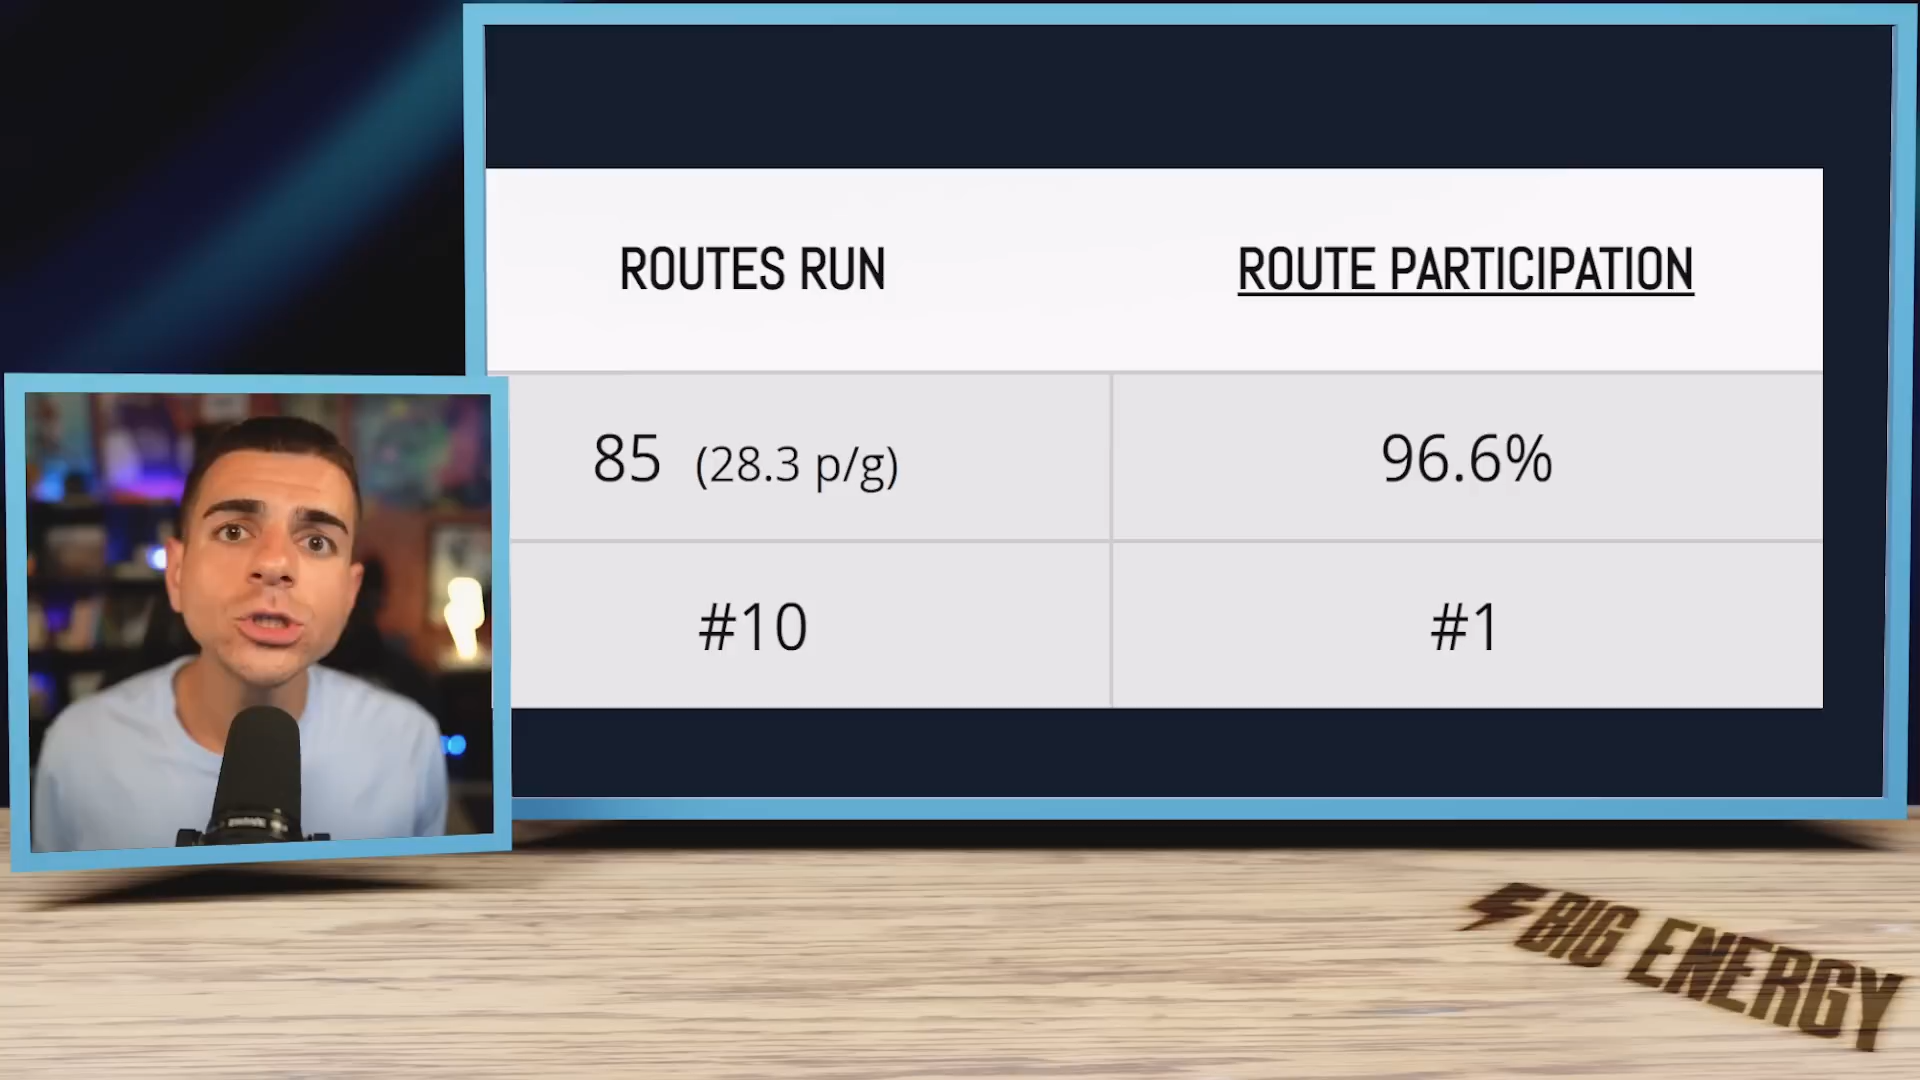 ROUTES RUN
ROUTE PARTICIPATION
85 (28.3 p/g)
96.6%
#10
#1
BIG ENERGY